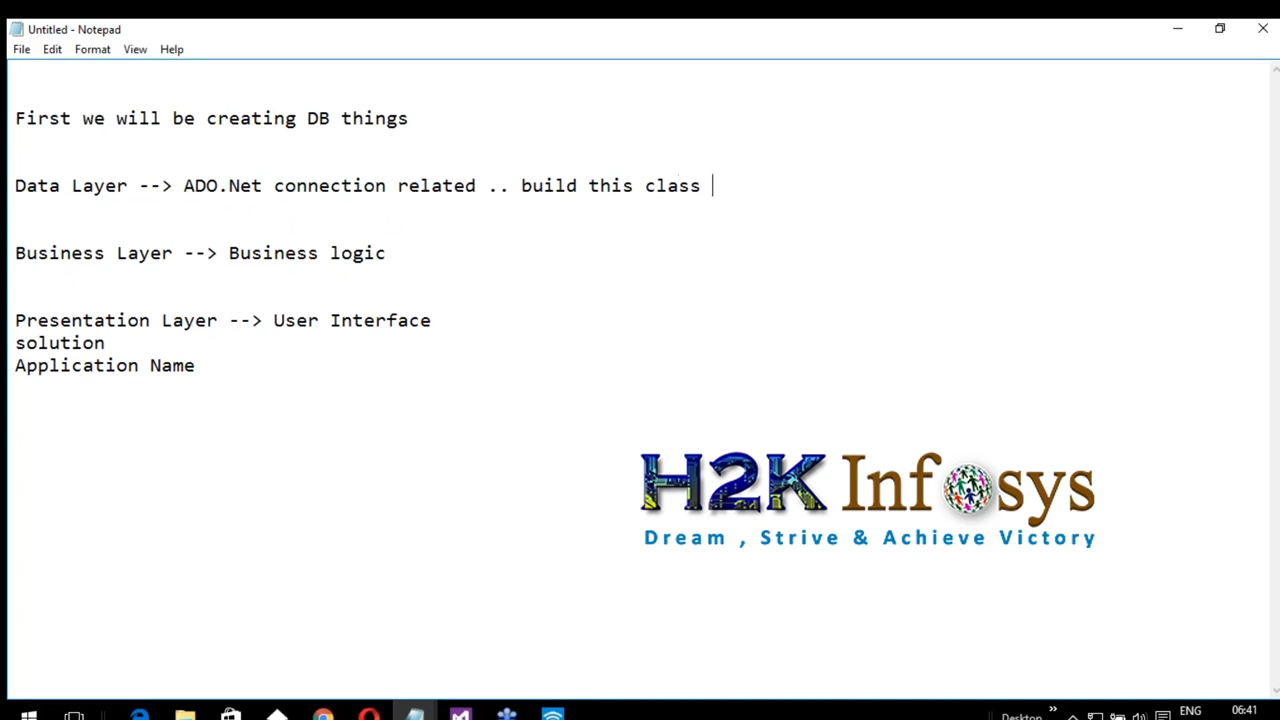 Untitled - Notepad
File Edit Format View Help
First we will be creating DB things
Data Layer --> ADO.Net connection related .. build this class
Business Layer --> Business logic
Presentation Layer --> User Interface
solution
Application Name
H2K Infosys
Dream , Strive & Achieve Victory
Desktop
ENG
06:41